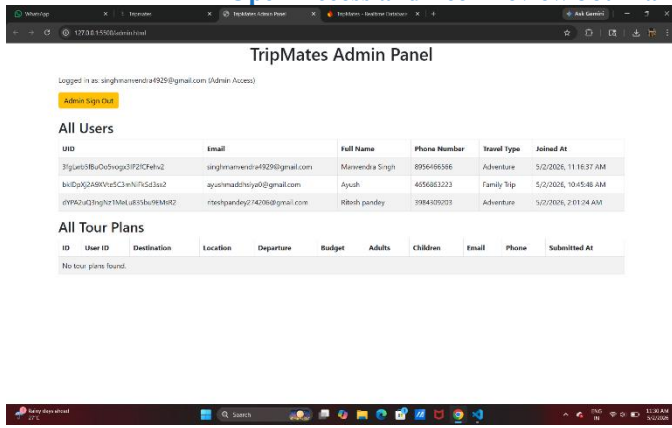 WhatsApp
Tripmates
TripMates Admin Panel
TripMates - Realtime Database
Ask Gemini
127.0.0.1:5500/admin.html
TripMates Admin Panel
Logged in as: singhmanvendra4929@gmail.com (Admin Access)
Admin Sign Out
All Users
UID Email Full Name Phone Number Travel Type Joined At
singhmanvendra4929@gmail.com Manvendra Singh 8956466566 Adventure 5/2/2026, 11:16:37 AM
ayushmaddhsiya0@gmail.com Ayush 4656863223 Family Trip 5/2/2026, 10:45:48 AM
riteshpandey274206@gmail.com Ritesh pandey 3984309203 Adventure 5/2/2026, 2:01:24 AM
All Tour Plans
ID User ID Destination Location Departure Budget Adults Children Email Phone Submitted At
No tour plans found.
Rainy days ahead
27°C
Search
ENG
IN
11:30 AM
5/2/2026